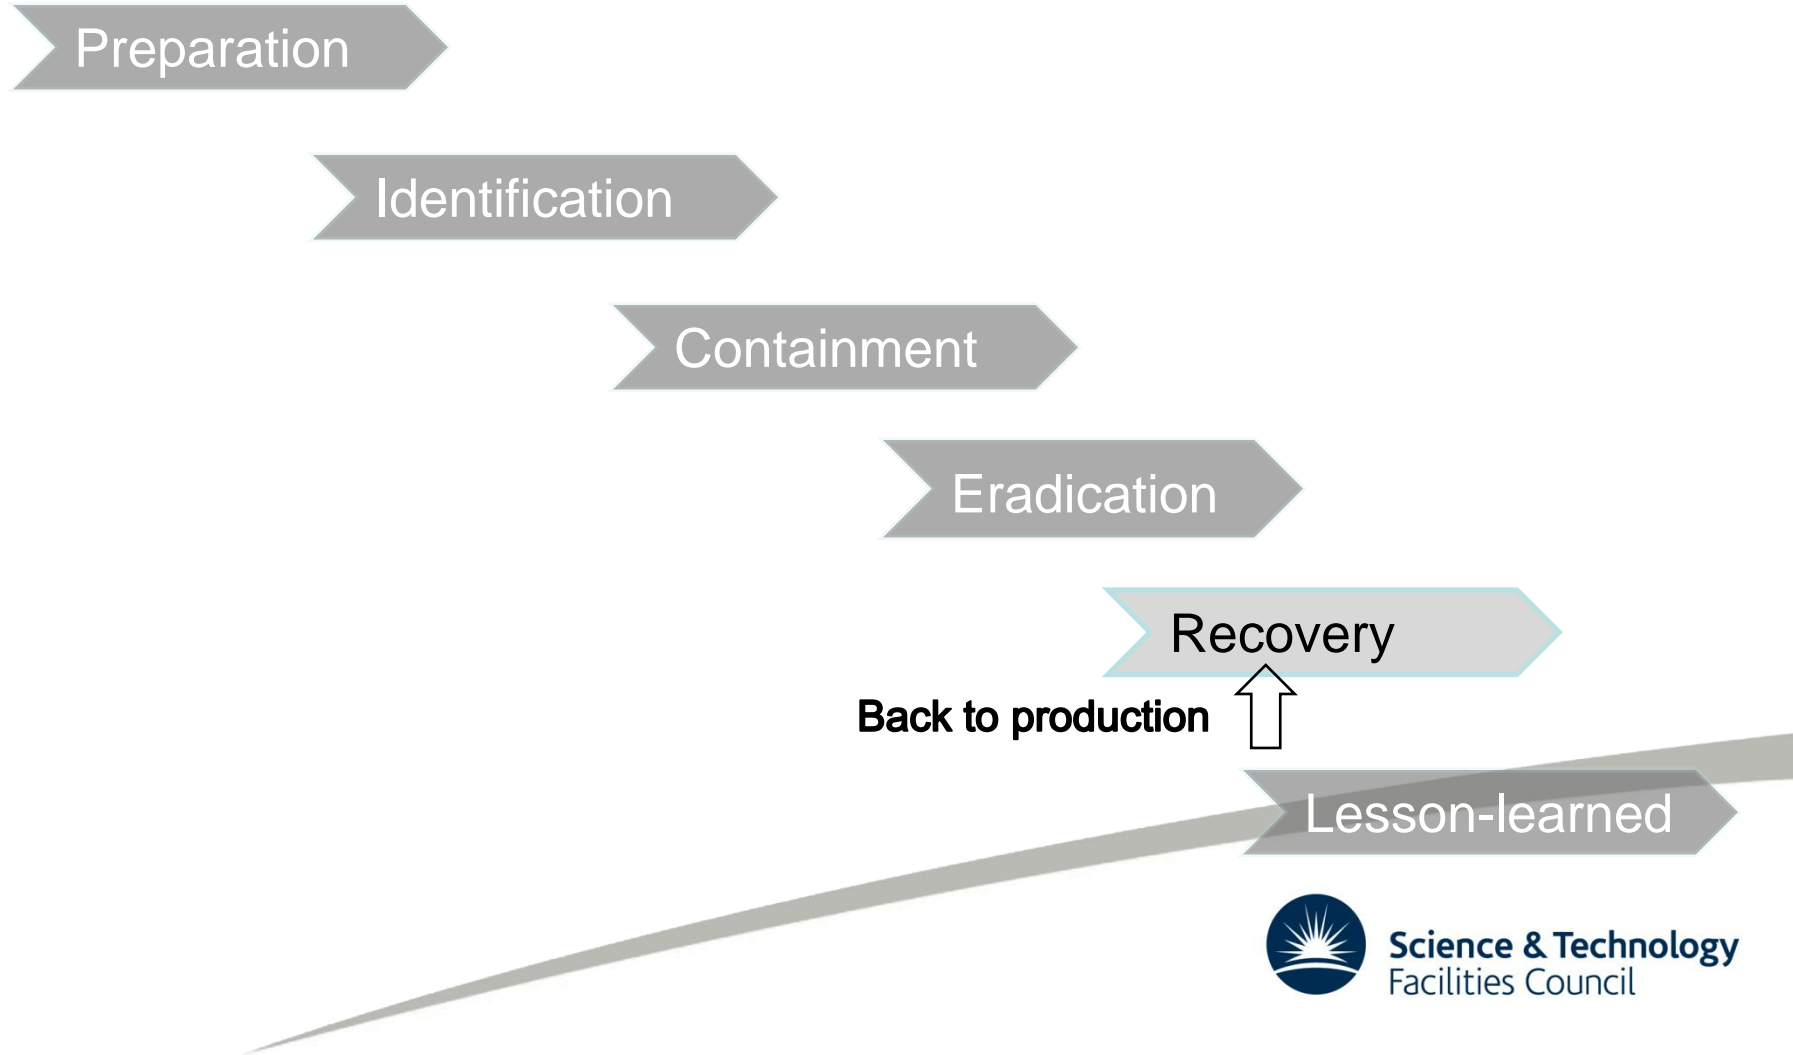 Preparation
Identification
Containment
Eradication
Recovery
Back to production
Lesson-learned
Science & Technology
Facilities Council